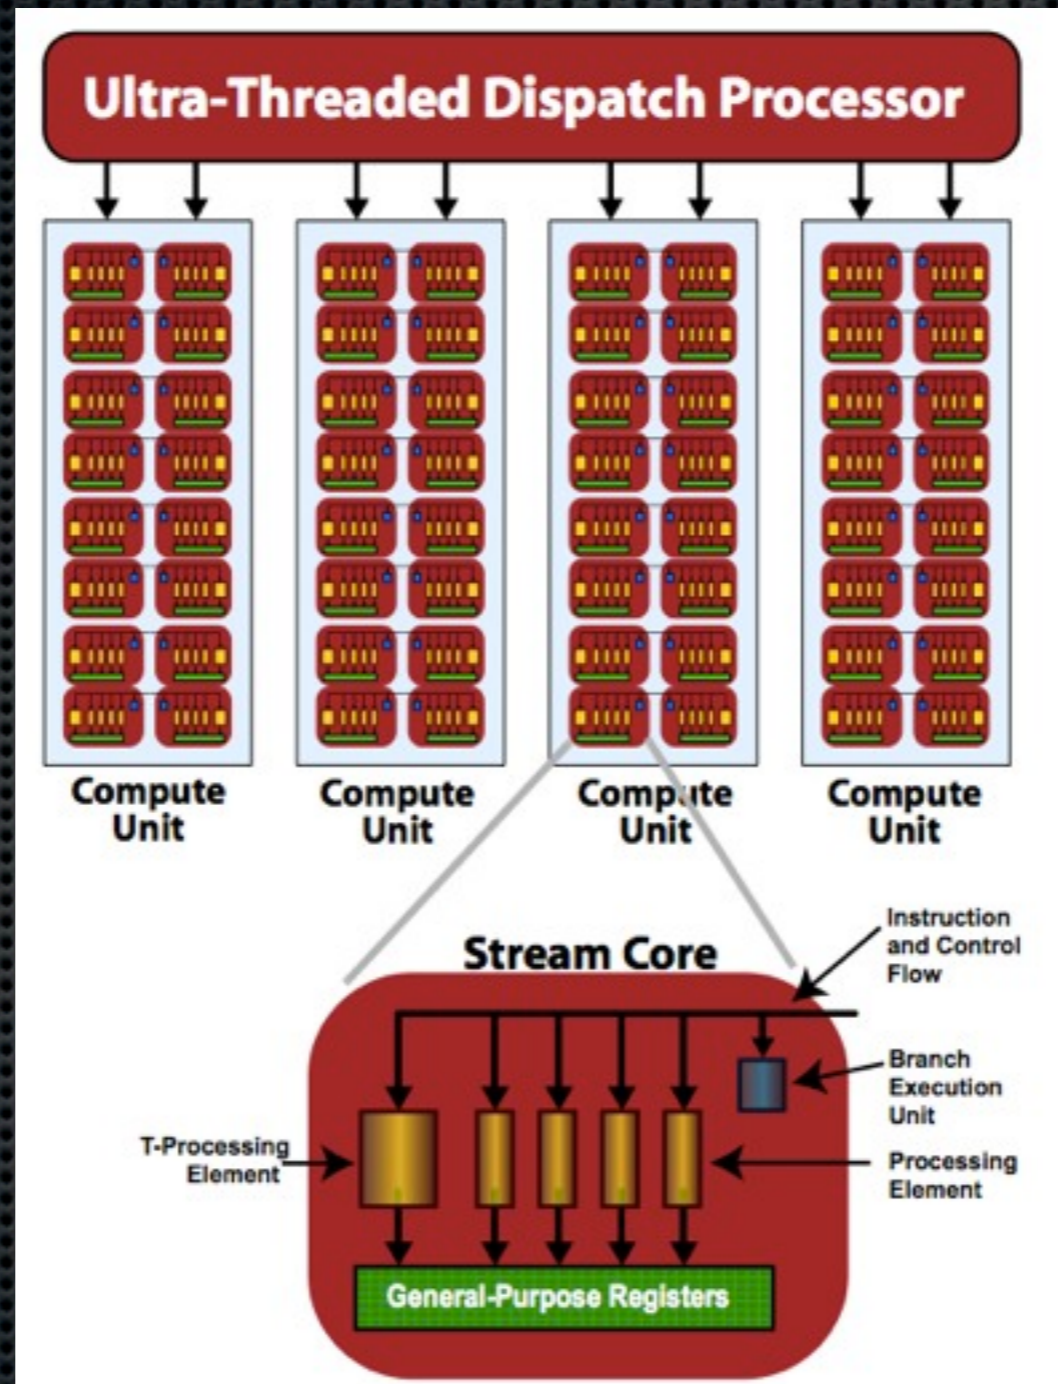 Ultra-Threaded Dispatch Processor
Compute
Unit
Compute
Unit
Compute
Unit
Compute
Unit
Stream Core
Instruction
and Control
Flow
Branch
Execution
Unit
T-Processing
Element
Processing
Element
General-Purpose Registers